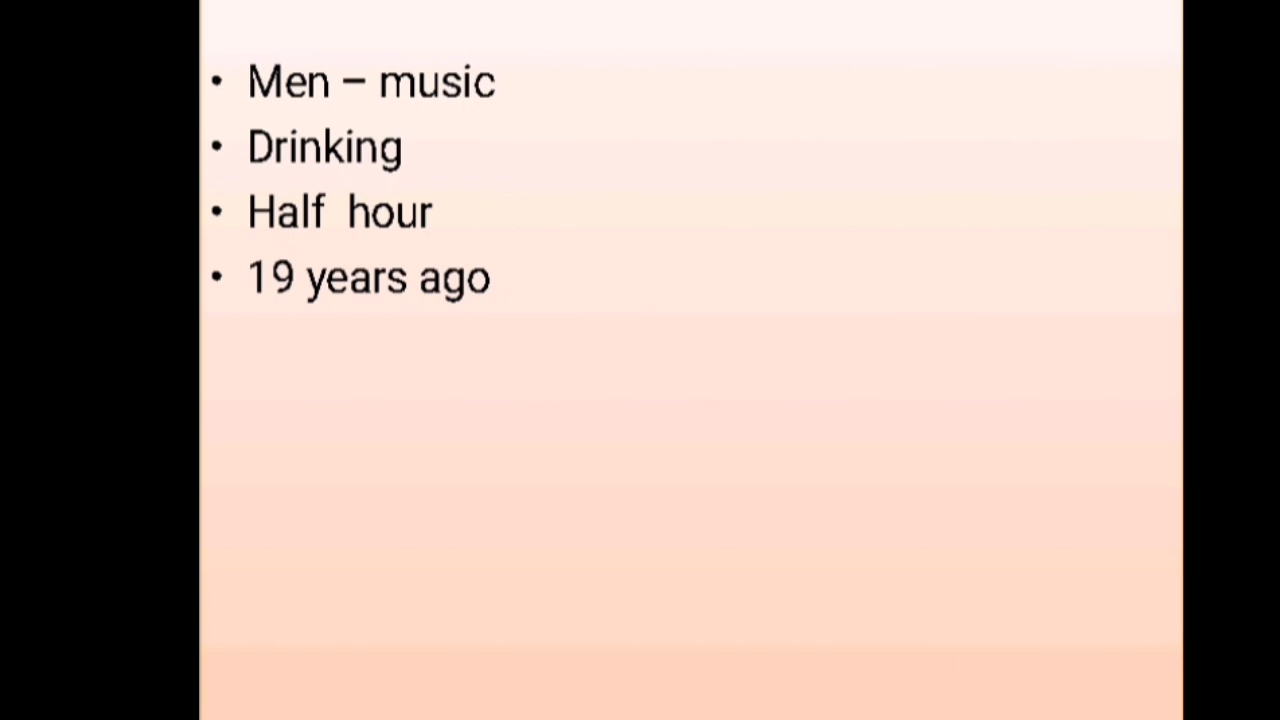 • Men – music
• Drinking
• Half  hour
• 19 years ago